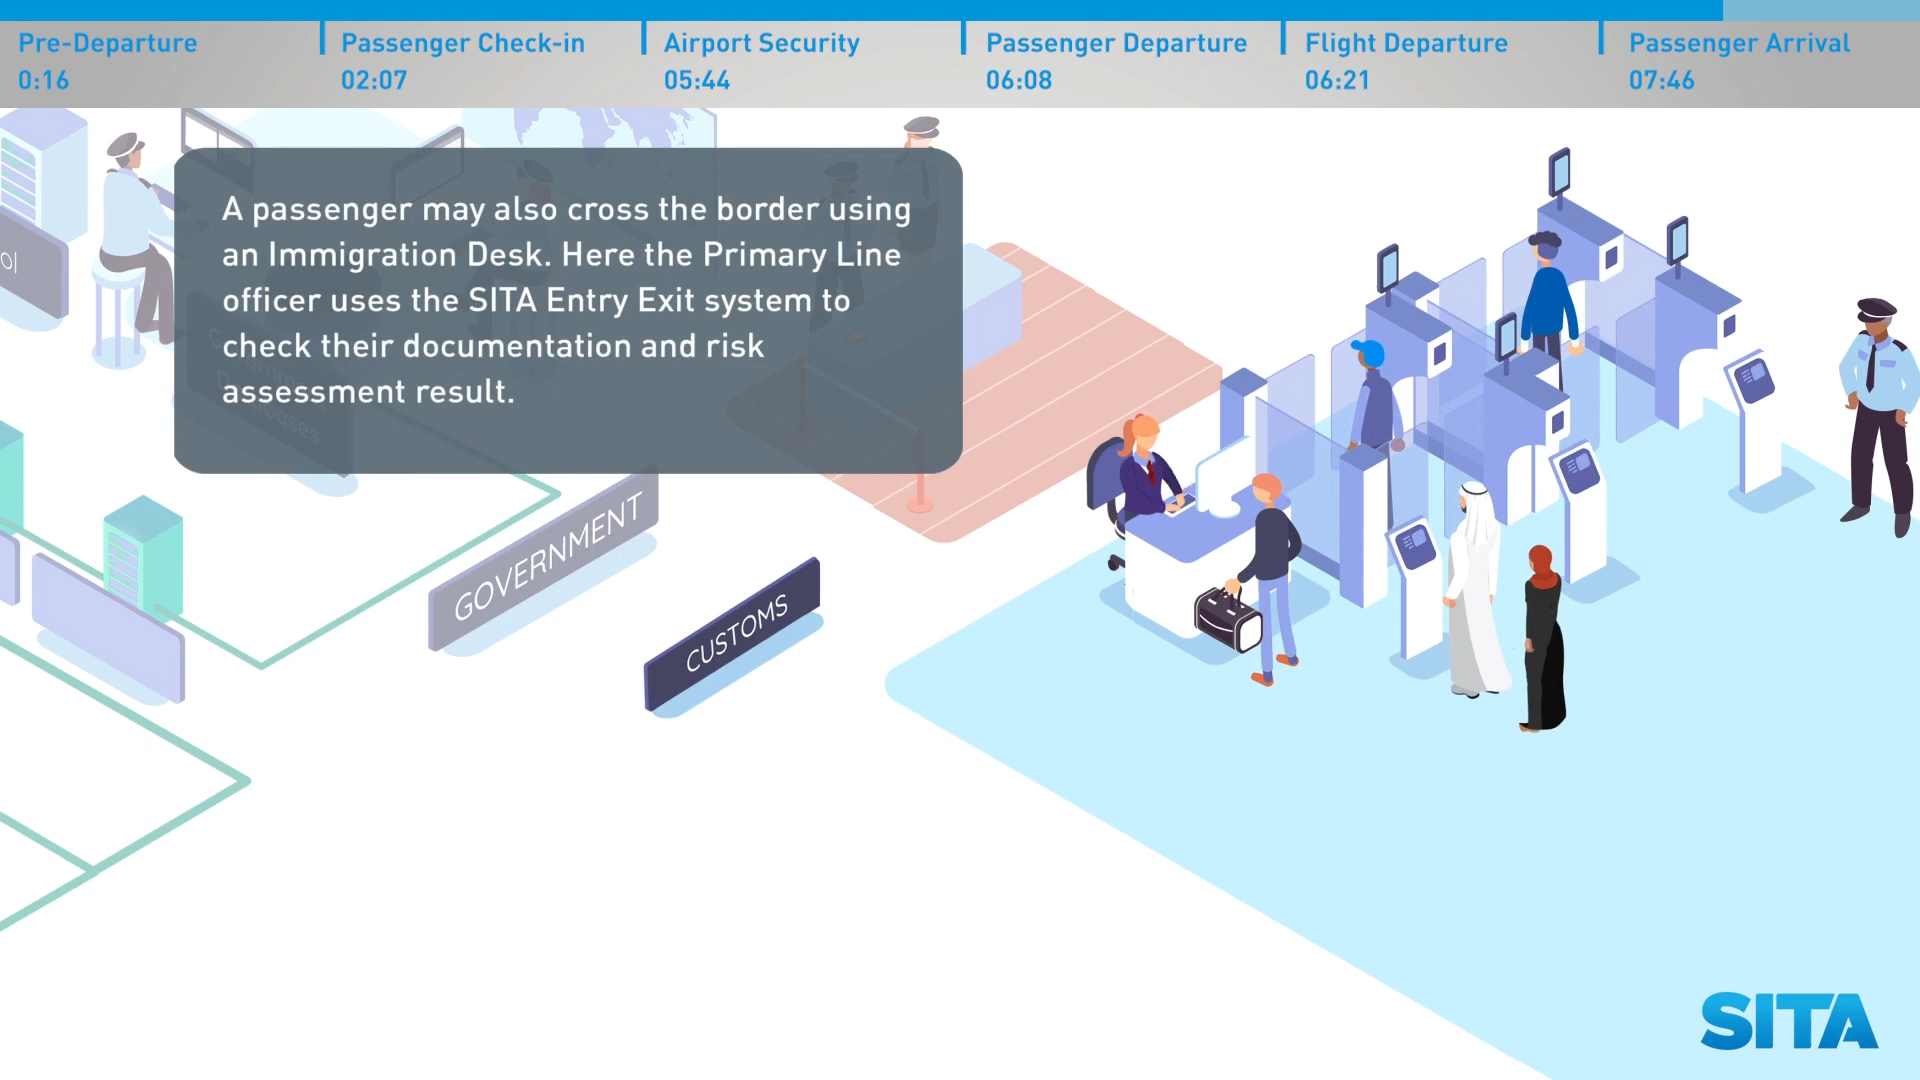 Pre-Departure
0:16
Passenger Check-in
02:07
Airport Security
05:44
Passenger Departure
06:08
Flight Departure
06:21
Passenger Arrival
07:46
A passenger may also cross the border using
an Immigration Desk. Here the Primary Line
officer uses the SITA Entry Exit system to
check their documentation and risk
assessment result.
GOVERNMENT
CUSTOMS
SITA